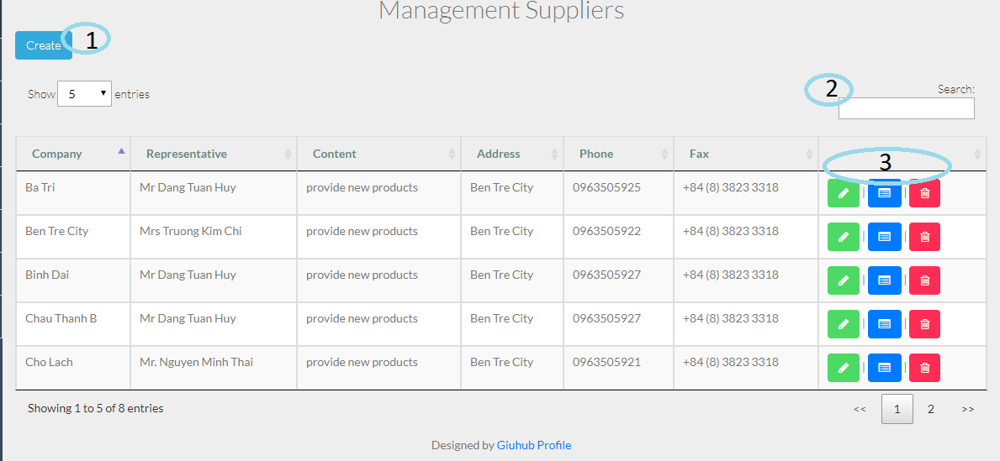 Management Suppliers
Create 1
Show 5 entries
2 Search:
Company Representative Content Address Phone Fax
3
Ba Tri Mr Dang Tuan Huy provide new products Ben Tre City 0963505925 +84 (8) 3823 3318 | |
Ben Tre City Mrs Truong Kim Chi provide new products Ben Tre City 0963505922 +84 (8) 3823 3318 | |
Binh Dai Mr Dang Tuan Huy provide new products Ben Tre City 0963505927 +84 (8) 3823 3318 | |
Chau Thanh B Mr Dang Tuan Huy provide new products Ben Tre City 0963505927 +84 (8) 3823 3318 | |
Cho Lach Mr. Nguyen Minh Thai provide new products Ben Tre City 0963505921 +84 (8) 3823 3318 | |
Showing 1 to 5 of 8 entries << 1 2 >>
Designed by Giuhub Profile